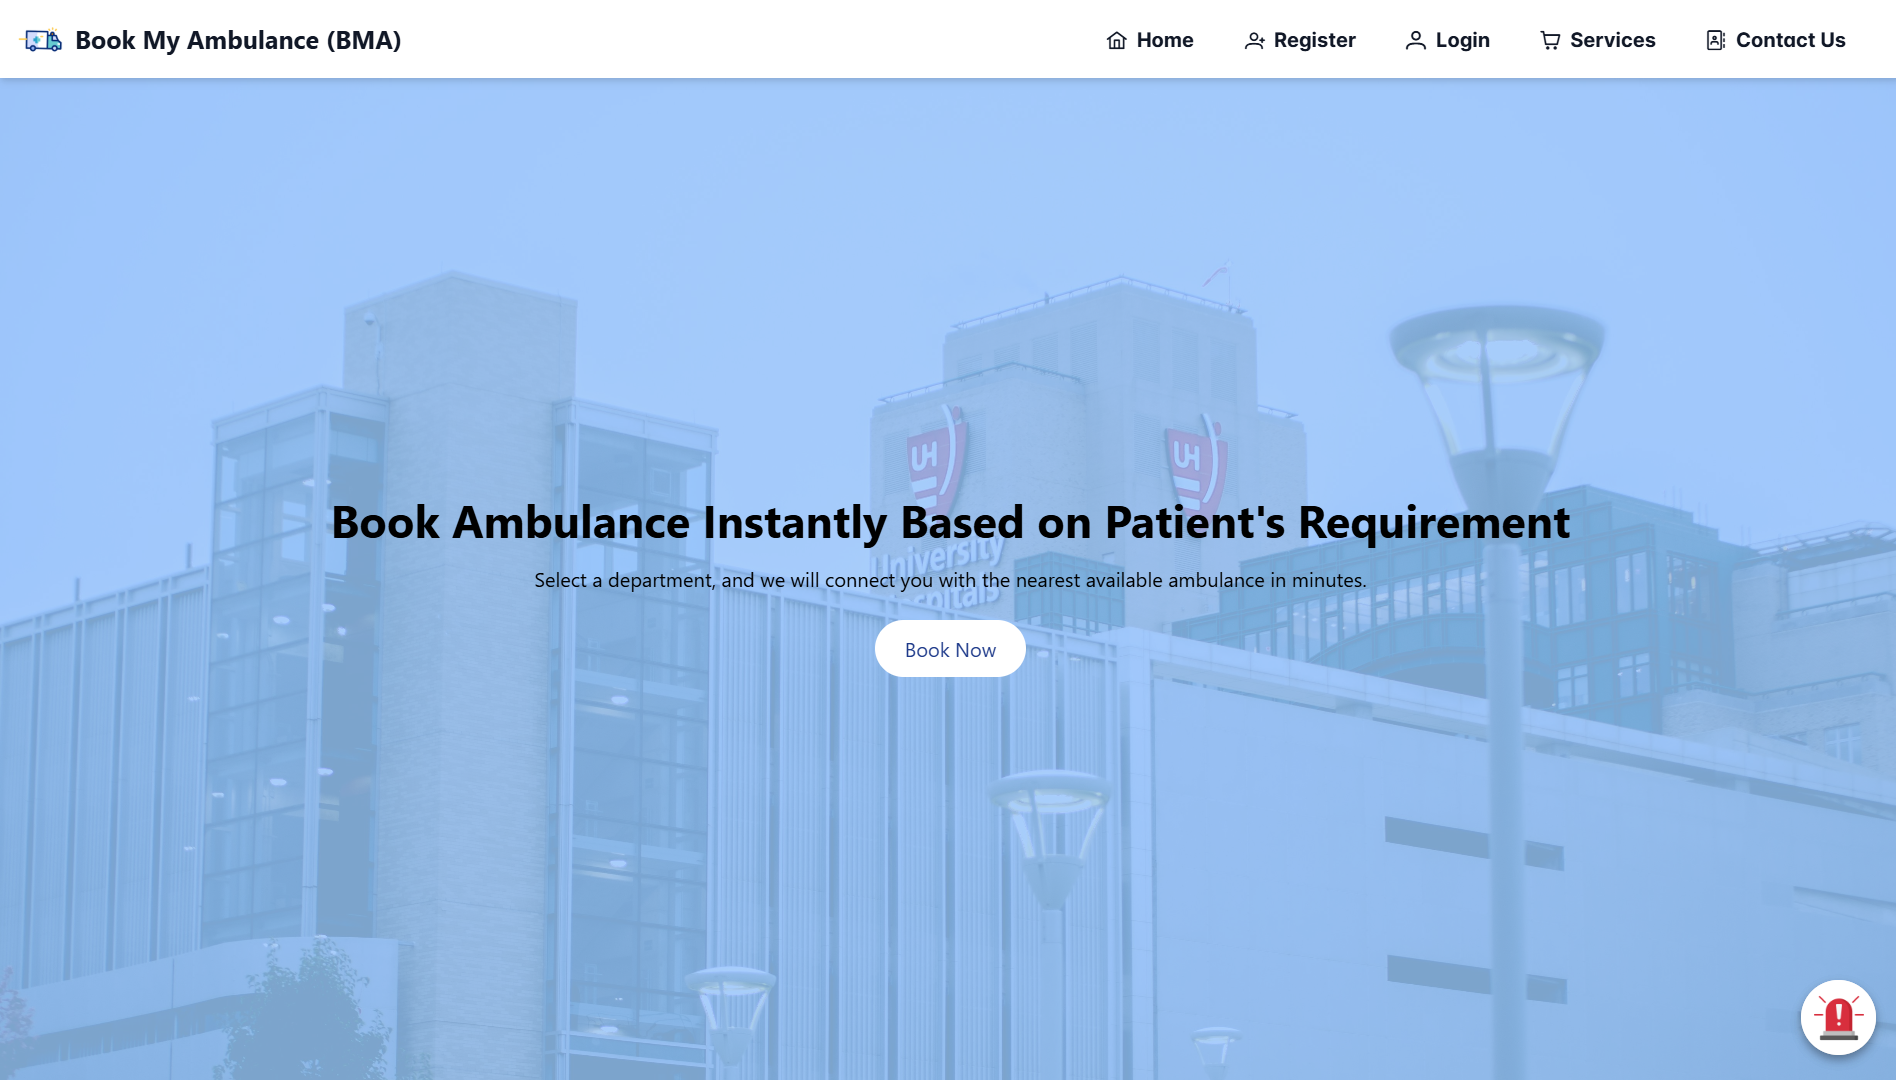 Book My Ambulance (BMA)
Home
Register
Login
Services
Contact Us
UH
UH
University
Hospitals
Book Ambulance Instantly Based on Patient's Requirement
Select a department, and we will connect you with the nearest available ambulance in minutes.
Book Now